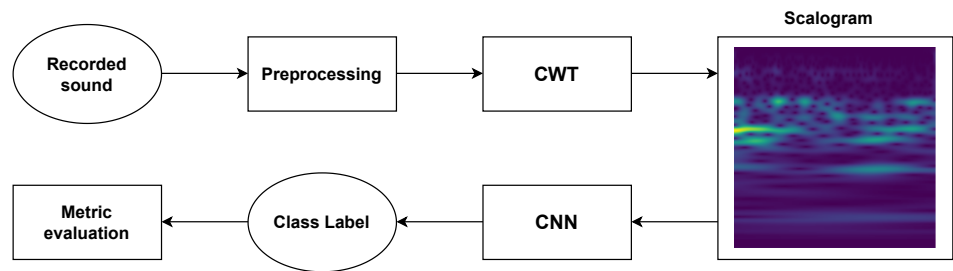 Scalogram
Recorded
sound
Preprocessing
CWT
Metric
evaluation
Class Label
CNN